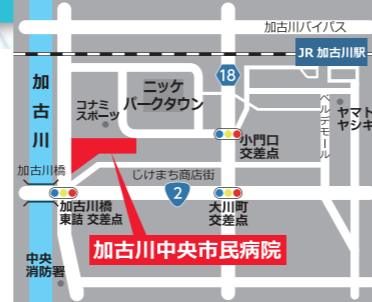 加古川バイパス
JR 加古川駅
加古川
18
ニッケ
パークタウン
コナミ
スポーツ
ベルデモール
ヤマト
ヤシキ
小門口
交差点
加古川橋
じけまち商店街
2
加古川橋
東詰 交差点
大川町
交差点
加古川中央市民病院
中央
消防署